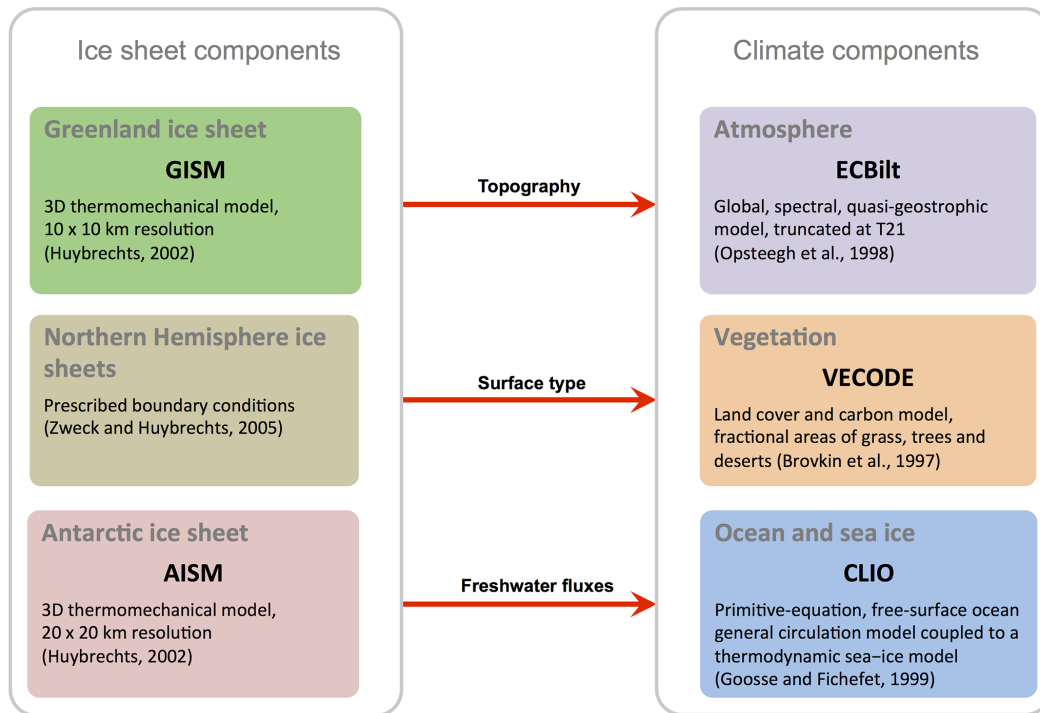 Ice sheet components
Greenland ice sheet
GISM
3D thermomechanical model,
10 x 10 km resolution
(Huybrechts, 2002)
Northern Hemisphere ice
sheets
Prescribed boundary conditions
(Zweck and Huybrechts, 2005)
Antarctic ice sheet
AISM
3D thermomechanical model,
20 x 20 km resolution
(Huybrechts, 2002)
Topography
Surface type
Freshwater fluxes
Climate components
Atmosphere
ECBilt
Global, spectral, quasi-geostrophic
model, truncated at T21
(Opsteegh et al., 1998)
Vegetation
VECODE
Land cover and carbon model,
fractional areas of grass, trees and
deserts (Brovkin et al., 1997)
Ocean and sea ice
CLIO
Primitive-equation, free-surface ocean
general circulation model coupled to a
thermodynamic sea−ice model
(Goosse and Fichefet, 1999)